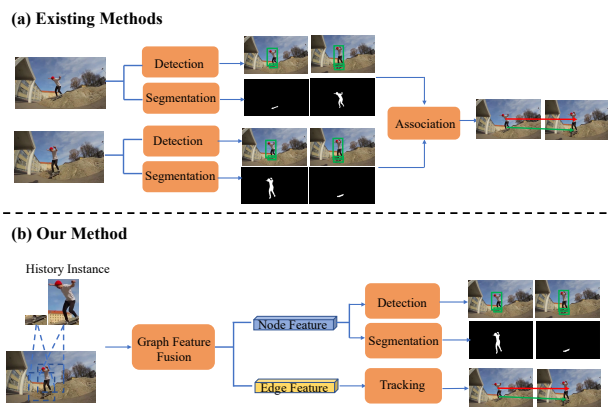 (a) Existing Methods
Detection
Segmentation
Detection
Segmentation
Association
(b) Our Method
History Instance
Graph Feature
Fusion
Node Feature
Edge Feature
Detection
Segmentation
Tracking